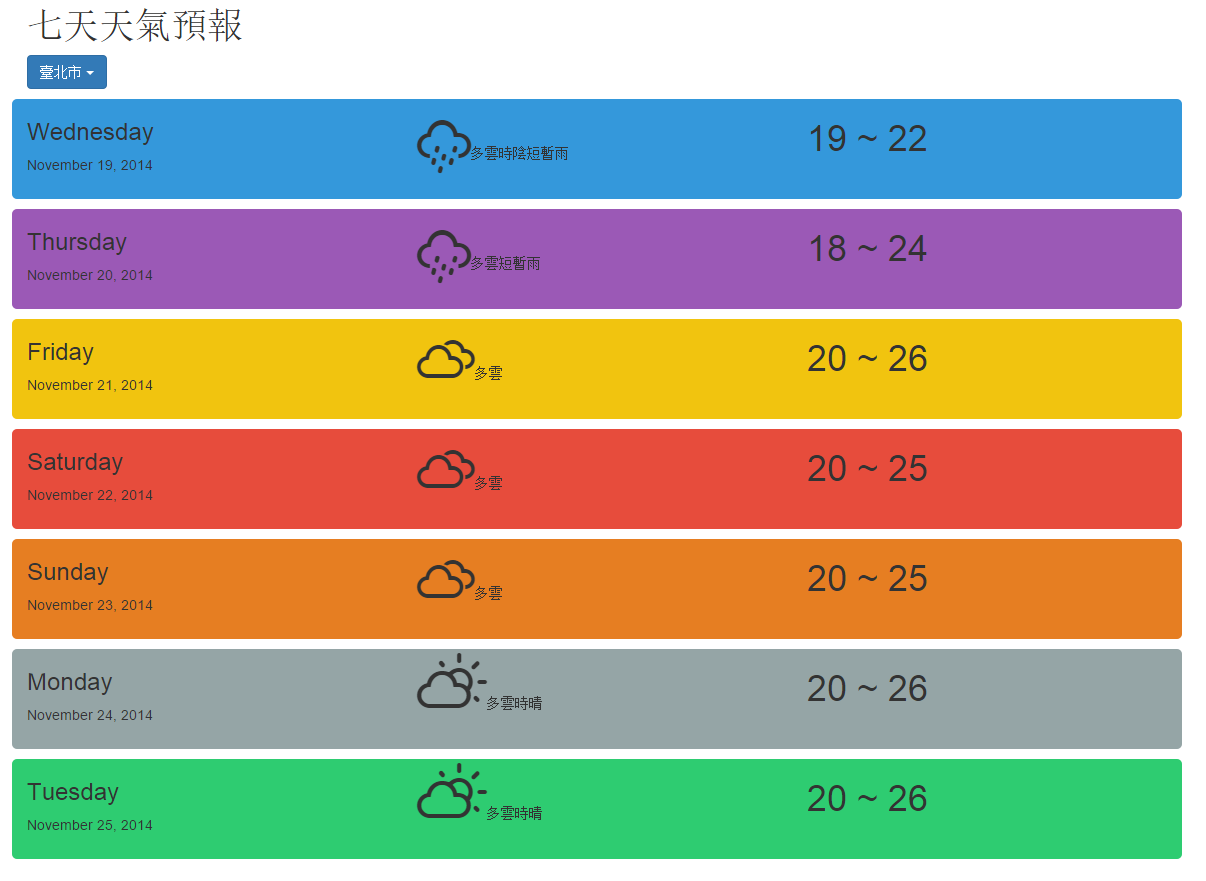 七天天氣預報
臺北市
Wednesday
November 19, 2014
多雲時陰短暫雨
19 ~ 22
Thursday
November 20, 2014
多雲短暫雨
18 ~ 24
Friday
November 21, 2014
多雲
20 ~ 26
Saturday
November 22, 2014
多雲
20 ~ 25
Sunday
November 23, 2014
多雲
20 ~ 25
Monday
November 24, 2014
多雲時晴
20 ~ 26
Tuesday
November 25, 2014
多雲時晴
20 ~ 26